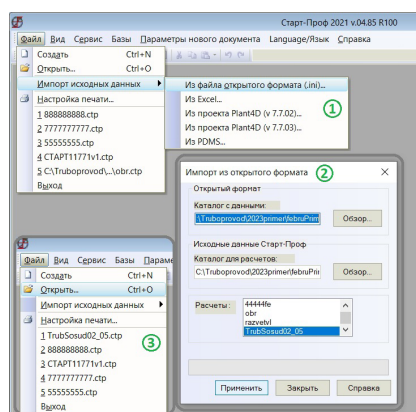 Старт-Проф 2021 v.04.85 R100
Файл Вид Сервис Базы Параметры нового документа Language/Язык Справка
Создать Ctrl+N
Открыть... Ctrl+O
Импорт исходных данных
Настройка печати...
1 888888888.ctp
2 7777777777.ctp
3 55555555.ctp
4 СТАРТ11771v1.ctp
5 C:\Truboprovod\...\obr.ctp
Выход
Из файла открытого формата (.ini)...
Из Excel...
Из проекта Plant4D (v 7.7.02)...
Из проекта Plant4D (v 7.7.03)...
Из PDMS...
1
Импорт из открытого формата
2
Открытый формат
Каталог с данными:
\Truboprovod\2023primer\februPrim
Обзор...
Исходные данные Старт-Проф
Каталог для расчетов:
C:\Truboprovod\2023primer\februPri
Обзор...
Расчеты:
44444fe
obr
razvetvl
TrubSosud02_05
Применить Закрыть Справка
Файл Вид Сервис Базы Параме
Создать Ctrl+N
Открыть... Ctrl+O
Импорт исходных данных
Настройка печати...
1 TrubSosud02_05.ctp
2 888888888.ctp
3 СТАРТ11771v1.ctp
4 7777777777.ctp
5 55555555.ctp
Выход
3